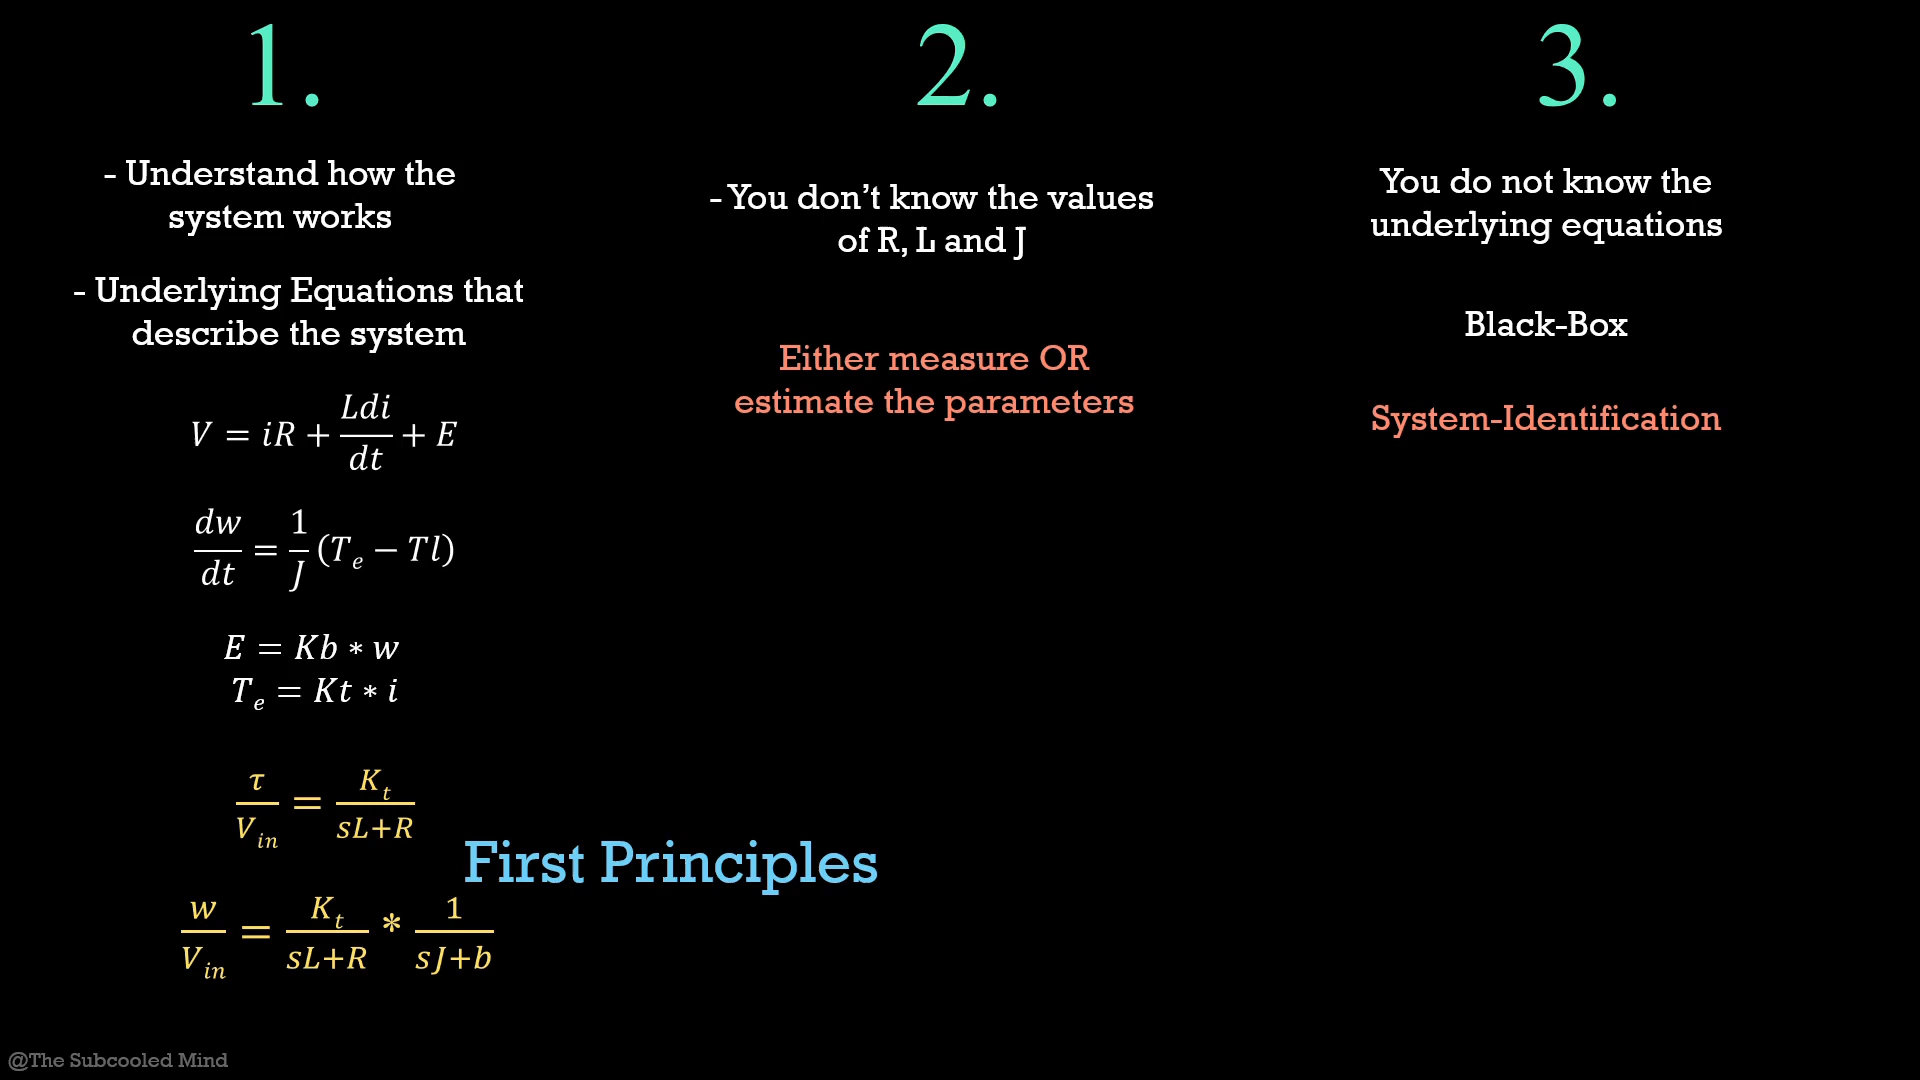 1.
- Understand how the
system works
- Underlying Equations that
describe the system
V = iR + Ldi/dt + E
dw/dt = 1/J (T_e − Tl)
E = Kb * w
T_e = Kt * i
τ/V_in = K_t/(sL+R)
w/V_in = K_t/(sL+R) * 1/(sJ+b)
First Principles
2.
- You don’t know the values
of R, L and J
Either measure OR
estimate the parameters
3.
You do not know the
underlying equations
Black-Box
System-Identification
@The Subcooled Mind